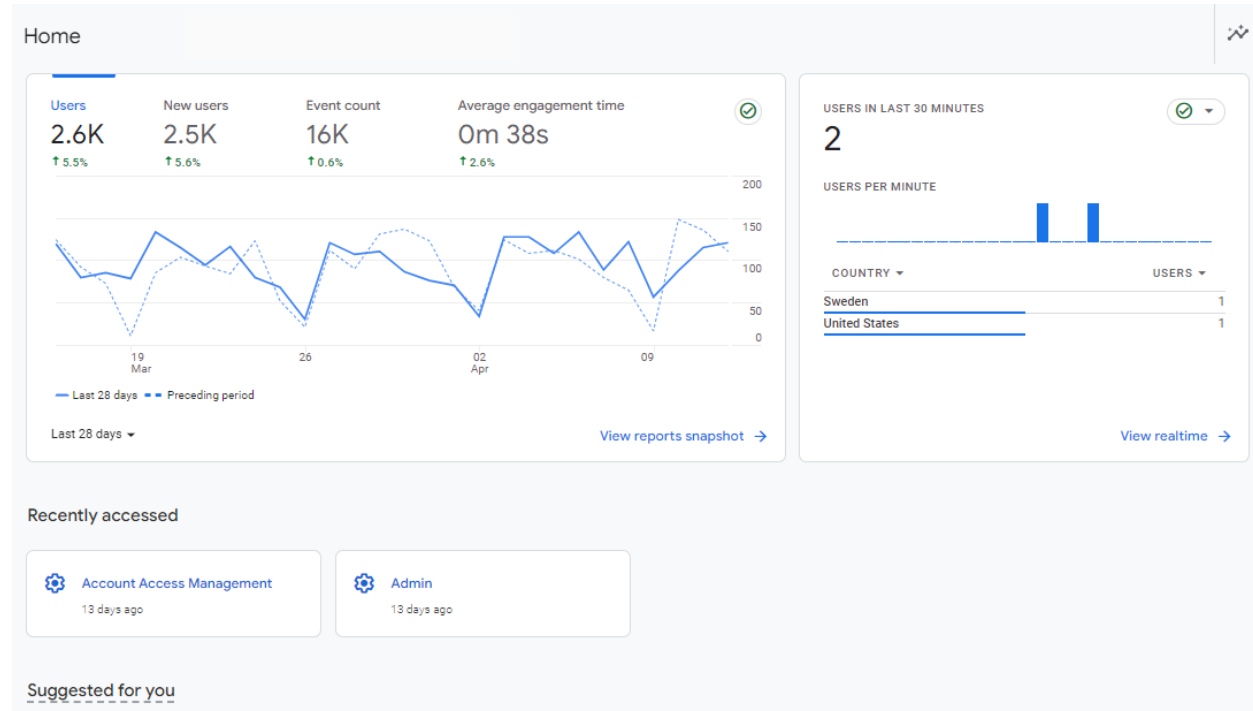 Home
Users New users Event count Average engagement time
2.6K 2.5K 16K 0m 38s
↑ 5.5% ↑ 5.6% ↑ 0.6% ↑ 2.6%
200
150
100
50
0
19 26 02 09
Mar Apr
Last 28 days Preceding period
Last 28 days
View reports snapshot
USERS IN LAST 30 MINUTES
2
USERS PER MINUTE
COUNTRY USERS
Sweden 1
United States 1
View realtime
Recently accessed
Account Access Management
13 days ago
Admin
13 days ago
Suggested for you